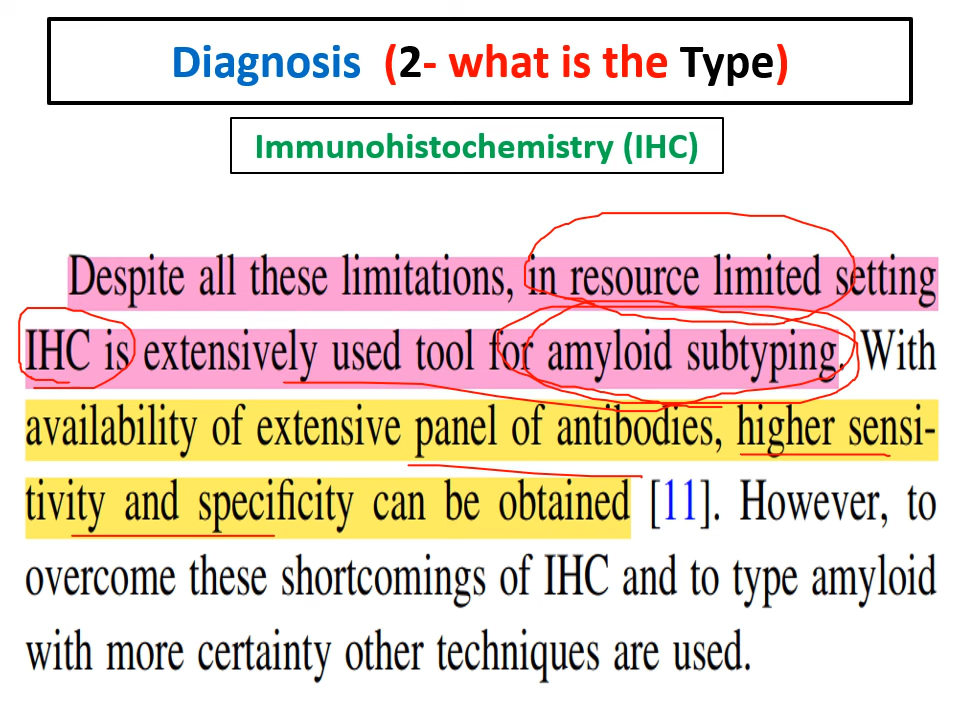 Diagnosis (2- what is the Type)
Immunohistochemistry (IHC)
Despite all these limitations, in resource limited setting
IHC is extensively used tool for amyloid subtyping. With
availability of extensive panel of antibodies, higher sensi-
tivity and specificity can be obtained [11]. However, to
overcome these shortcomings of IHC and to type amyloid
with more certainty other techniques are used.